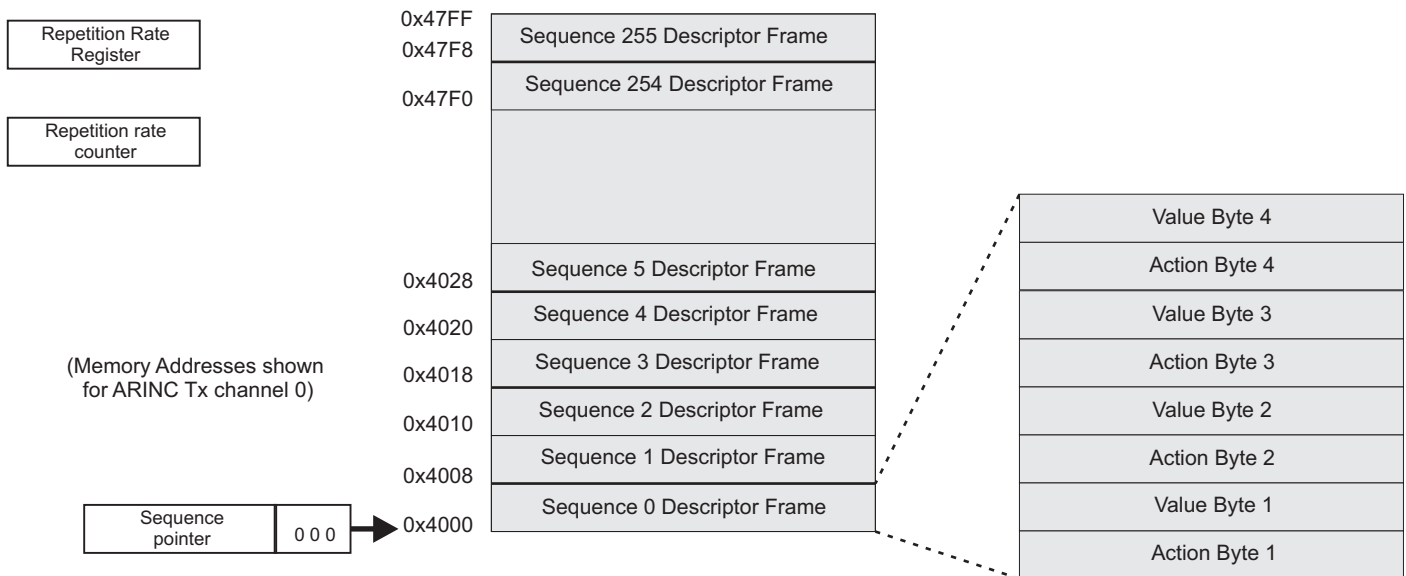 Repetition Rate
Register
Repetition rate
counter
(Memory Addresses shown
for ARINC Tx channel 0)
Sequence
pointer
0 0 0
0x47FF
0x47F8
0x47F0
0x4028
0x4020
0x4018
0x4010
0x4008
0x4000
Sequence 255 Descriptor Frame
Sequence 254 Descriptor Frame
Sequence 5 Descriptor Frame
Sequence 4 Descriptor Frame
Sequence 3 Descriptor Frame
Sequence 2 Descriptor Frame
Sequence 1 Descriptor Frame
Sequence 0 Descriptor Frame
Value Byte 4
Action Byte 4
Value Byte 3
Action Byte 3
Value Byte 2
Action Byte 2
Value Byte 1
Action Byte 1